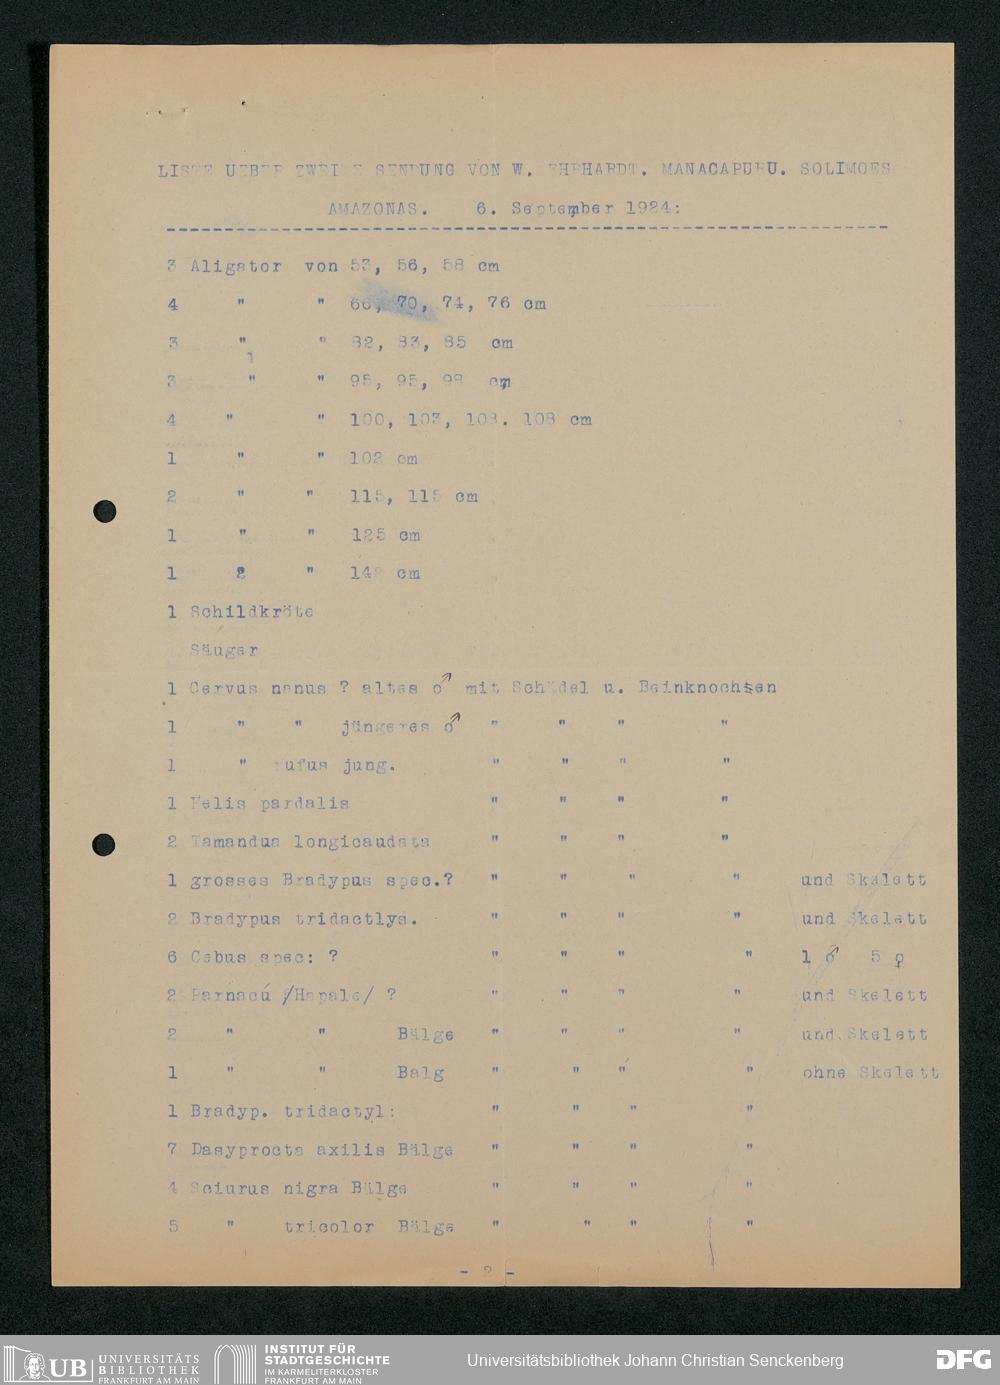 LISTE UEBER ZWEITE SENDUNG VON W. EHRHARDT. MANACAPURU. SOLIMOES
AMAZONAS. 6. September 1924:
3 Aligator von 53, 56, 58 cm
4 " " 66, 70, 74, 76 cm
3 " " 82, 83, 85 cm
3 " " 95, 95, 98 cm
4 " " 100, 103, 108. 108 cm
1 " " 102 cm
2 " " 115, 115 cm
1 " " 125 cm
1 " " 142 cm
1 Schildkröte
Säuger
1 Cervus nanus ? altes ♂ mit Schädel u. Beinknochen
1 " " jüngeres ♂ " " " "
1 " rufus jung. " " " "
1 Felis pardalis " " " "
2 Tamandua longicaudata " " " "
1 grosses Bradypus spec.? " " " " und Skelett
2 Bradypus tridactlys. " " " " und Skelett
6 Cebus spec: ? " " " " 1 ♂ 5 ♀
2 Parnacú /Hapale/ ? " " " " und Skelett
2 " " Bälge " " " " und Skelett
1 " " Balg " " " " ohne Skelett
1 Bradyp. tridactyl: " " " "
7 Dasyprocta axilis Bälge " " " "
4 Sciurus nigra Bälge " " " "
5 " tricolor Bälge " " " "
- 2 -
UB UNIVERSITÄTS
BIBLIOTHEK
FRANKFURT AM MAIN
INSTITUT FÜR
STADTGESCHICHTE
IM KARMELITERKLOSTER
FRANKFURT AM MAIN
Universitätsbibliothek Johann Christian Senckenberg
DFG